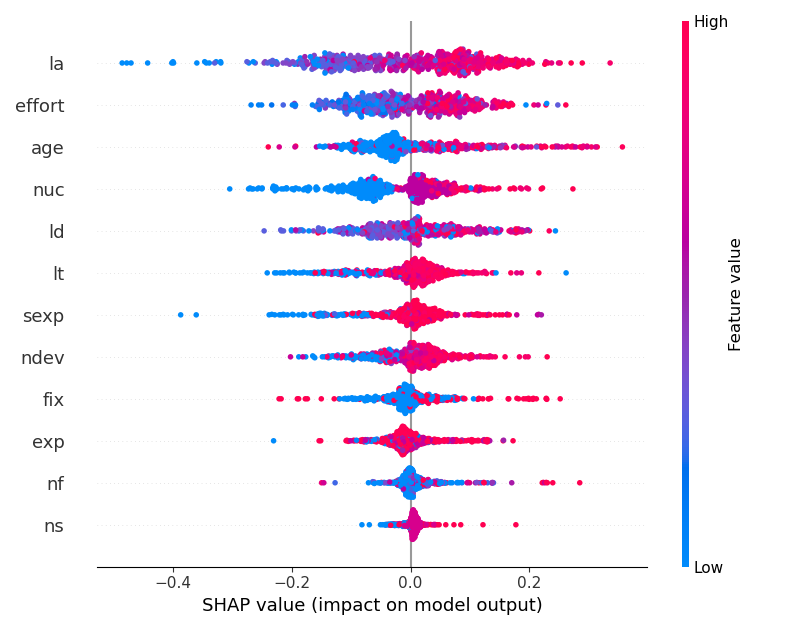 High
la
effort
age
nuc
ld
lt
sexp
ndev
fix
exp
nf
ns
Feature value
Low
−0.4 −0.2 0.0 0.2
SHAP value (impact on model output)